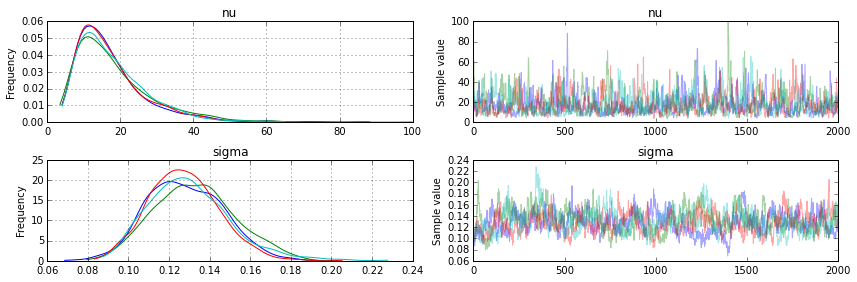 nu
Frequency
0.06
0.05
0.04
0.03
0.02
0.01
0.00
0 20 40 60 80 100
nu
Sample value
100
80
60
40
20
0
0 500 1000 1500 2000
sigma
Frequency
25
20
15
10
5
0
0.06 0.08 0.10 0.12 0.14 0.16 0.18 0.20 0.22 0.24
sigma
Sample value
0.24
0.22
0.20
0.18
0.16
0.14
0.12
0.10
0.08
0.06
0 500 1000 1500 2000